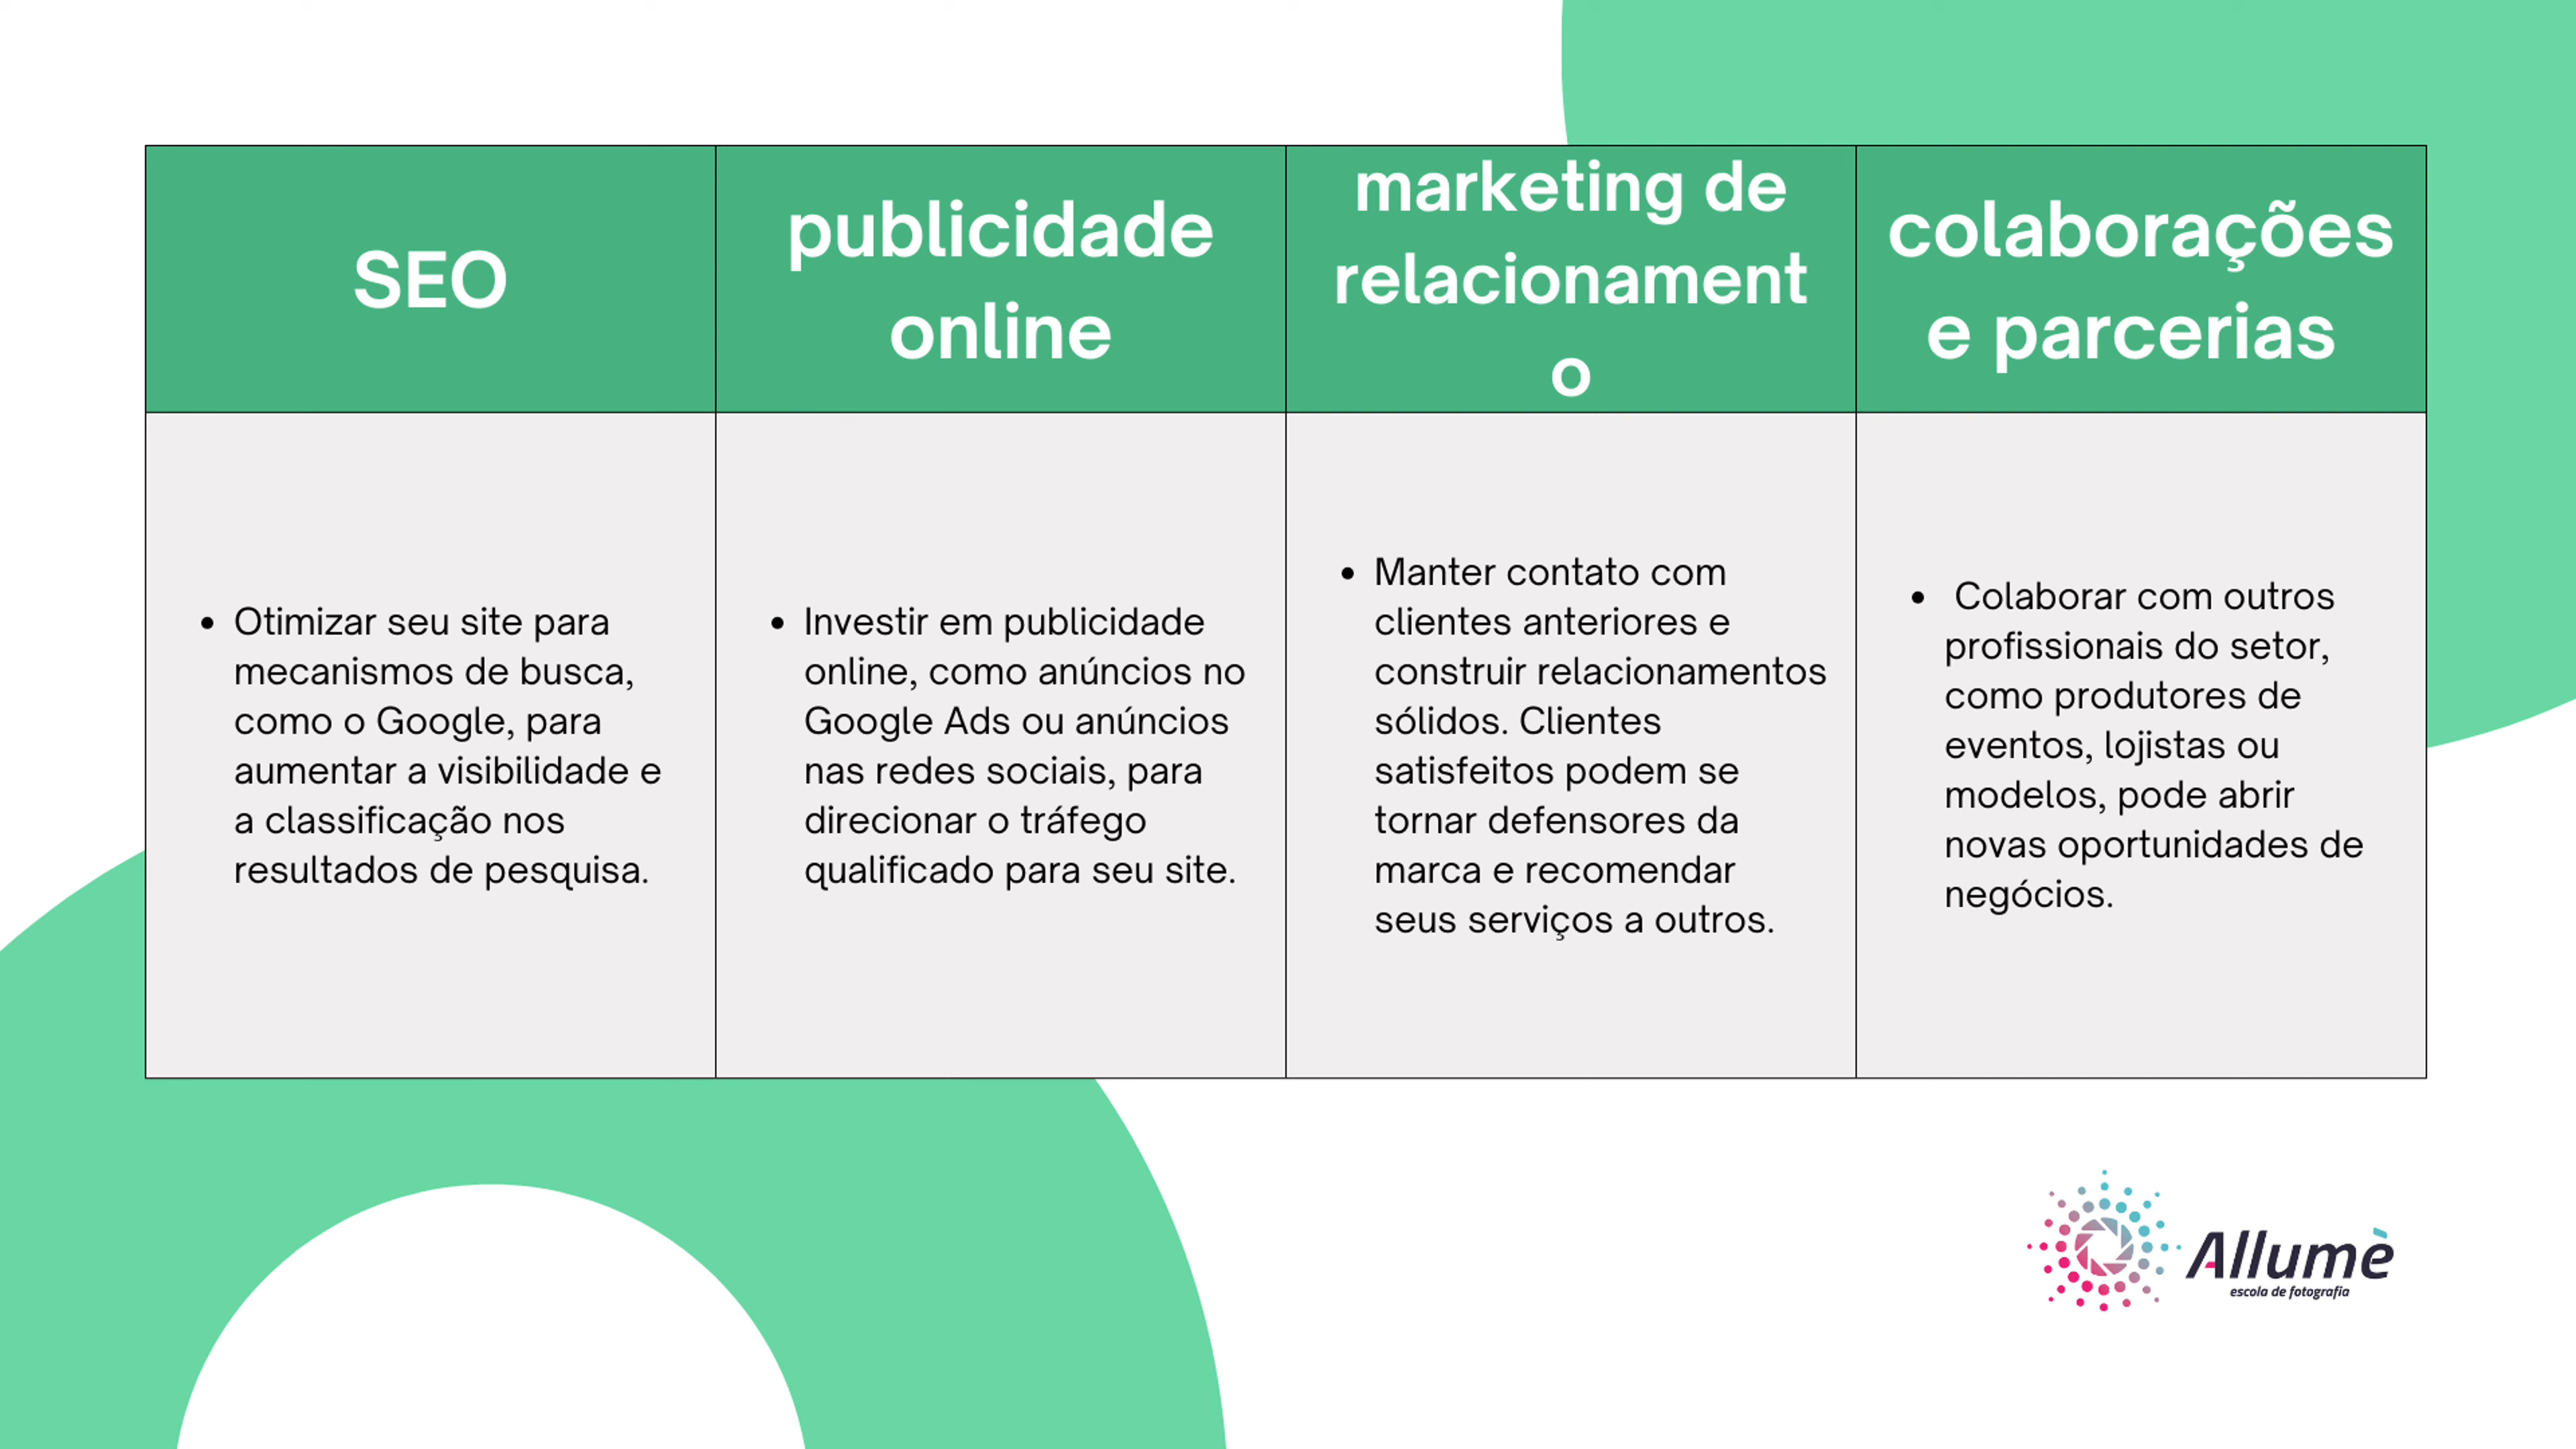 SEO
publicidade
online
marketing de
relacionament
o
colaborações
e parcerias
• Otimizar seu site para
mecanismos de busca,
como o Google, para
aumentar a visibilidade e
a classificação nos
resultados de pesquisa.
• Investir em publicidade
online, como anúncios no
Google Ads ou anúncios
nas redes sociais, para
direcionar o tráfego
qualificado para seu site.
• Manter contato com
clientes anteriores e
construir relacionamentos
sólidos. Clientes
satisfeitos podem se
tornar defensores da
marca e recomendar
seus serviços a outros.
• Colaborar com outros
profissionais do setor,
como produtores de
eventos, lojistas ou
modelos, pode abrir
novas oportunidades de
negócios.
Allumè
escola de fotografia